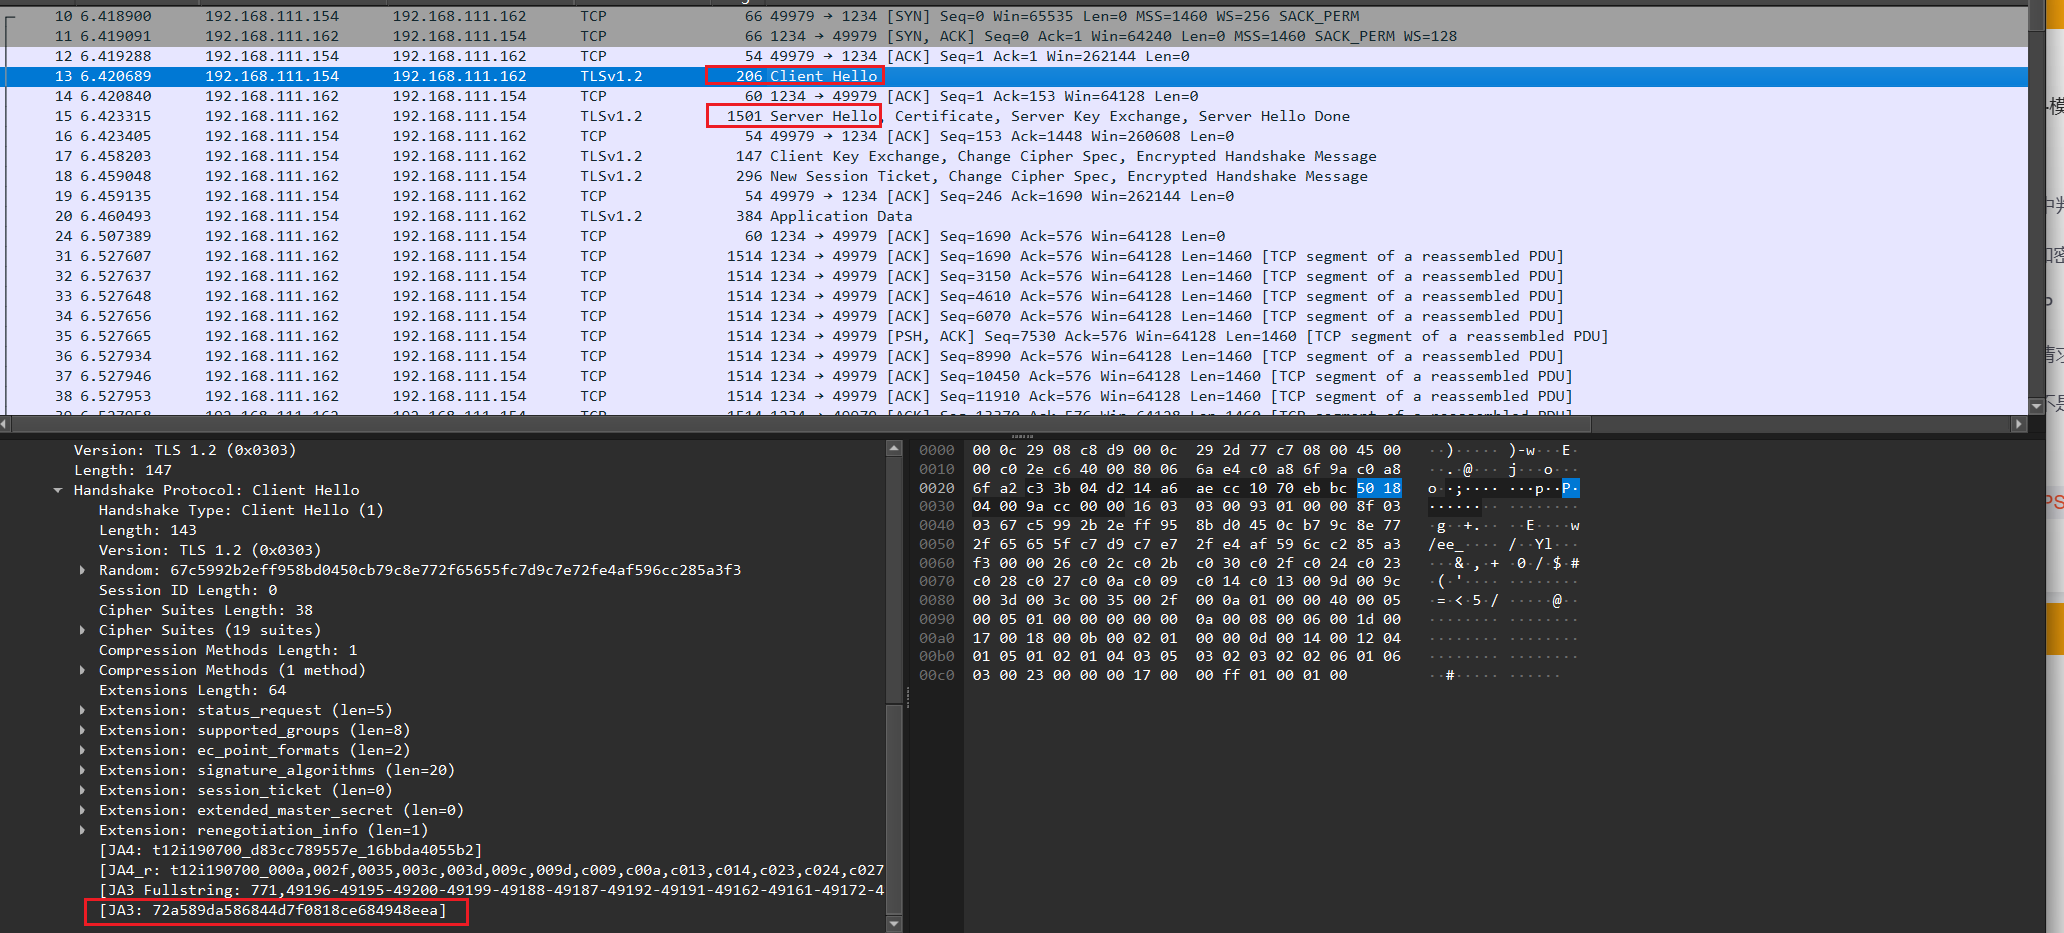 10 6.418900 192.168.111.154 192.168.111.162 TCP 66 49979 → 1234 [SYN] Seq=0 Win=65535 Len=0 MSS=1460 WS=256 SACK_PERM
11 6.419091 192.168.111.162 192.168.111.154 TCP 66 1234 → 49979 [SYN, ACK] Seq=0 Ack=1 Win=64240 Len=0 MSS=1460 SACK_PERM WS=128
12 6.419288 192.168.111.154 192.168.111.162 TCP 54 49979 → 1234 [ACK] Seq=1 Ack=1 Win=262144 Len=0
13 6.420689 192.168.111.154 192.168.111.162 TLSv1.2 206 Client Hello
14 6.420840 192.168.111.162 192.168.111.154 TCP 60 1234 → 49979 [ACK] Seq=1 Ack=153 Win=64128 Len=0
15 6.423315 192.168.111.162 192.168.111.154 TLSv1.2 1501 Server Hello, Certificate, Server Key Exchange, Server Hello Done
16 6.423405 192.168.111.154 192.168.111.162 TCP 54 49979 → 1234 [ACK] Seq=153 Ack=1448 Win=260608 Len=0
17 6.458203 192.168.111.154 192.168.111.162 TLSv1.2 147 Client Key Exchange, Change Cipher Spec, Encrypted Handshake Message
18 6.459048 192.168.111.162 192.168.111.154 TLSv1.2 296 New Session Ticket, Change Cipher Spec, Encrypted Handshake Message
19 6.459135 192.168.111.154 192.168.111.162 TCP 54 49979 → 1234 [ACK] Seq=246 Ack=1690 Win=262144 Len=0
20 6.460493 192.168.111.154 192.168.111.162 TLSv1.2 384 Application Data
24 6.507389 192.168.111.162 192.168.111.154 TCP 60 1234 → 49979 [ACK] Seq=1690 Ack=576 Win=64128 Len=0
31 6.527607 192.168.111.162 192.168.111.154 TCP 1514 1234 → 49979 [ACK] Seq=1690 Ack=576 Win=64128 Len=1460 [TCP segment of a reassembled PDU]
32 6.527637 192.168.111.162 192.168.111.154 TCP 1514 1234 → 49979 [ACK] Seq=3150 Ack=576 Win=64128 Len=1460 [TCP segment of a reassembled PDU]
33 6.527648 192.168.111.162 192.168.111.154 TCP 1514 1234 → 49979 [ACK] Seq=4610 Ack=576 Win=64128 Len=1460 [TCP segment of a reassembled PDU]
34 6.527656 192.168.111.162 192.168.111.154 TCP 1514 1234 → 49979 [ACK] Seq=6070 Ack=576 Win=64128 Len=1460 [TCP segment of a reassembled PDU]
35 6.527665 192.168.111.162 192.168.111.154 TCP 1514 1234 → 49979 [PSH, ACK] Seq=7530 Ack=576 Win=64128 Len=1460 [TCP segment of a reassembled PDU]
36 6.527934 192.168.111.162 192.168.111.154 TCP 1514 1234 → 49979 [ACK] Seq=8990 Ack=576 Win=64128 Len=1460 [TCP segment of a reassembled PDU]
37 6.527946 192.168.111.162 192.168.111.154 TCP 1514 1234 → 49979 [ACK] Seq=10450 Ack=576 Win=64128 Len=1460 [TCP segment of a reassembled PDU]
38 6.527953 192.168.111.162 192.168.111.154 TCP 1514 1234 → 49979 [ACK] Seq=11910 Ack=576 Win=64128 Len=1460 [TCP segment of a reassembled PDU]
Version: TLS 1.2 (0x0303)
Length: 147
Handshake Protocol: Client Hello
Handshake Type: Client Hello (1)
Length: 143
Version: TLS 1.2 (0x0303)
Random: 67c5992b2eff958bd0450cb79c8e772f65655fc7d9c7e72fe4af596cc285a3f3
Session ID Length: 0
Cipher Suites Length: 38
Cipher Suites (19 suites)
Compression Methods Length: 1
Compression Methods (1 method)
Extensions Length: 64
Extension: status_request (len=5)
Extension: supported_groups (len=8)
Extension: ec_point_formats (len=2)
Extension: signature_algorithms (len=20)
Extension: session_ticket (len=0)
Extension: extended_master_secret (len=0)
Extension: renegotiation_info (len=1)
[JA4: t12i190700_d83cc789557e_16bbda4055b2]
[JA4_r: t12i190700_000a,002f,0035,003c,003d,009c,009d,c009,c00a,c013,c014,c023,c024,c027
[JA3 Fullstring: 771,49196-49195-49200-49199-49188-49187-49192-49191-49162-49161-49172-4
[JA3: 72a589da586844d7f0818ce684948eea]
0000 00 0c 29 08 c8 d9 00 0c 29 2d 77 c7 08 00 45 00 ··)····· )-w···E·
0010 00 c0 2e c6 40 00 80 06 6a e4 c0 a8 6f 9a c0 a8 ··.·@··· j···o···
0020 6f a2 c3 3b 04 d2 14 a6 ae cc 10 70 eb bc 50 18 o··;···· ···p··P·
0030 04 00 9a cc 00 00 16 03 03 00 93 01 00 00 8f 03 ········ ········
0040 03 67 c5 99 2b 2e ff 95 8b d0 45 0c b7 9c 8e 77 ·g··+.·· ··E····w
0050 2f 65 65 5f c7 d9 c7 e7 2f e4 af 59 6c c2 85 a3 /ee_···· /··Yl···
0060 f3 00 00 26 c0 2c c0 2b c0 30 c0 2f c0 24 c0 23 ···&·,·+ ·0·/·$·#
0070 c0 28 c0 27 c0 0a c0 09 c0 14 c0 13 00 9d 00 9c ·(·'···· ········
0080 00 3d 00 3c 00 35 00 2f 00 0a 01 00 00 40 00 05 ·=·<·5·/ ·····@··
0090 00 05 01 00 00 00 00 00 0a 00 08 00 06 00 1d 00 ········ ········
00a0 17 00 18 00 0b 00 02 01 00 00 0d 00 14 00 12 04 ········ ········
00b0 01 05 01 02 01 04 03 05 03 02 03 02 02 06 01 06 ········ ········
00c0 03 00 23 00 00 00 17 00 00 ff 01 00 01 00 ··#····· ······